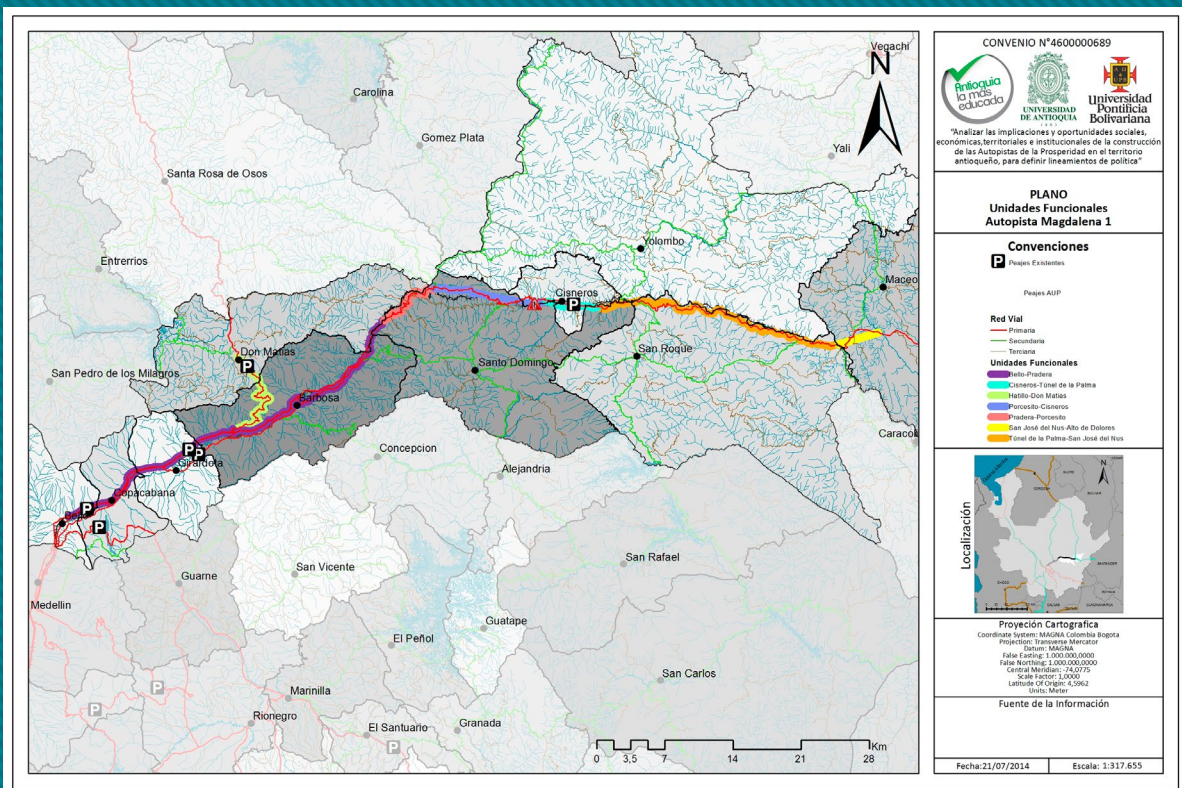 Vegachi
N
Carolina
Gomez Plata
Yali
Santa Rosa de Osos
Yolombo
Entrerrios
Maceo
Cisneros
P
Don Matias
P
San Roque
Santo Domingo
San Pedro de los Milagros
Barbosa
Concepcion
P
P
Girardota
Alejandria
Copacabana
P
P
San Rafael
San Vicente
Guarne
Medellin
Guatape
El Peñol
San Carlos
P
Marinilla
P
Rionegro
El Santuario
Granada
P
Km
0 3,5 7 14 21 28
CONVENIO N°4600000689
Antioquia
la más
educada
UNIVERSIDAD
DE ANTIOQUIA
1803
Universidad
Pontificia
Bolivariana
“Analizar las implicaciones y oportunidades sociales,
económicas,territoriales e institucionales de la construcción
de las Autopistas de la Prosperidad en el territorio
antioqueño, para definir lineamientos de política”
PLANO
Unidades Funcionales
Autopista Magdalena 1
Convenciones
P Peajes Existentes
Peajes AUP
Red Vial
Primaria
Secundaria
Terciaria
Unidades Funcionales
Bello-Pradera
Cisneros-Túnel de la Palma
Hatillo-Don Matias
Porcesito-Cisneros
Pradera-Porcesito
San José del Nus-Alto de Dolores
Túnel de la Palma-San José del Nus
Localización
N
Proyeción Cartografica
Coordinate System: MAGNA Colombia Bogota
Projection: Transverse Mercator
Datum: MAGNA
False Easting: 1.000.000,0000
False Northing: 1.000.000,0000
Central Meridian: -74,0775
Scale Factor: 1,0000
Latitude Of Origin: 4,5962
Units: Meter
Fuente de la Información
Fecha:21/07/2014
Escala: 1:317.655